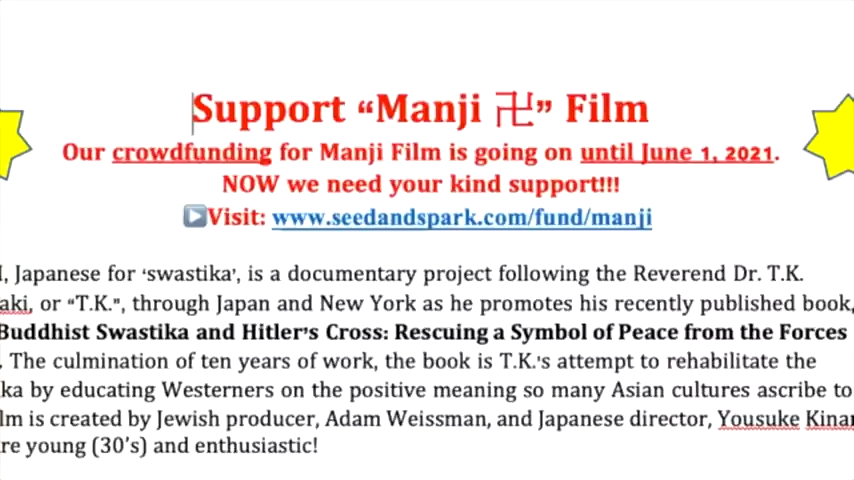 Support “Manji 卍” Film
Our crowdfunding for Manji Film is going on until June 1, 2021.
NOW we need your kind support!!!
Visit: www.seedandspark.com/fund/manji
, Japanese for ‘swastika’, is a documentary project following the Reverend Dr. T.K.
aki, or “T.K.”, through Japan and New York as he promotes his recently published book,
Buddhist Swastika and Hitler’s Cross: Rescuing a Symbol of Peace from the Forces
. The culmination of ten years of work, the book is T.K.'s attempt to rehabilitate the
ka by educating Westerners on the positive meaning so many Asian cultures ascribe to
lm is created by Jewish producer, Adam Weissman, and Japanese director, Yousuke Kinar
re young (30’s) and enthusiastic!